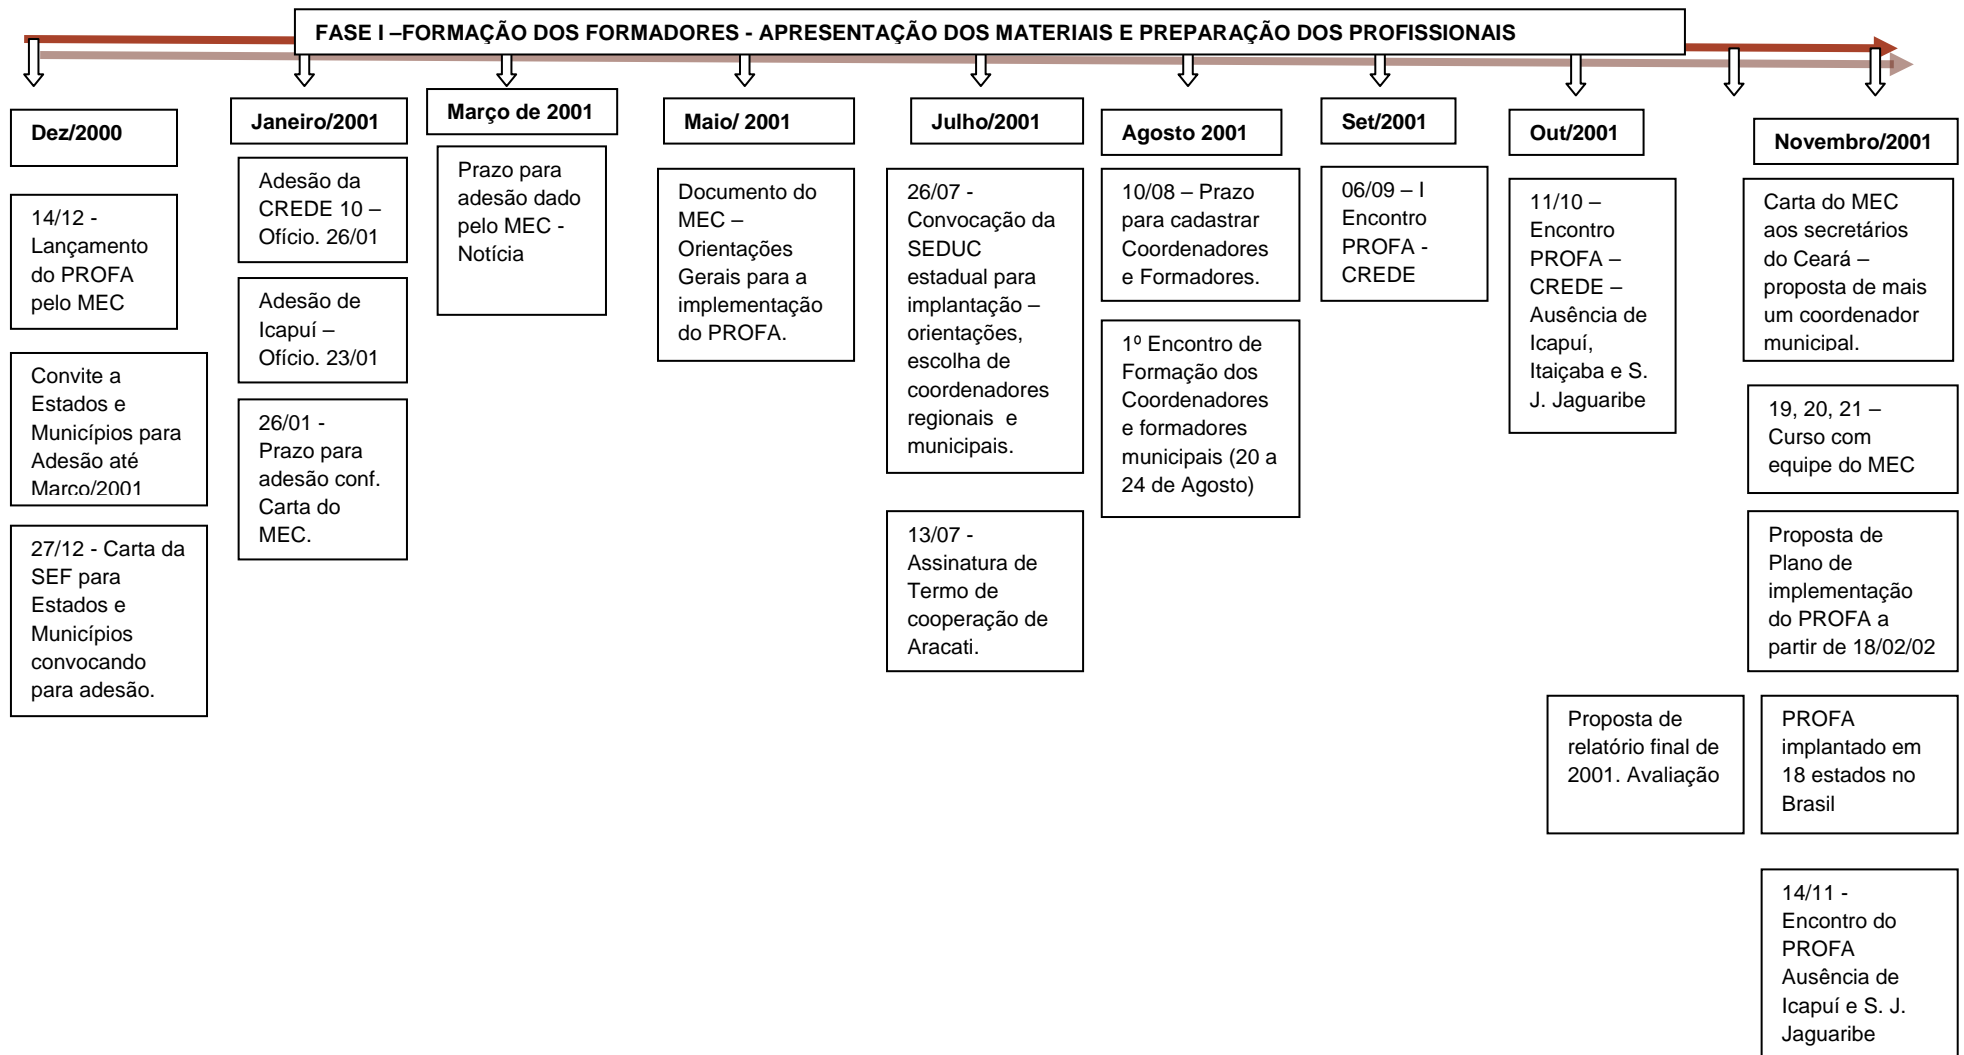 FASE I –FORMAÇÃO DOS FORMADORES - APRESENTAÇÃO DOS MATERIAIS E PREPARAÇÃO DOS PROFISSIONAIS
Dez/2000
14/12 -
Lançamento
do PROFA
pelo MEC
Convite a
Estados e
Municípios para
Adesão até
Março/2001
27/12 - Carta da
SEF para
Estados e
Municípios
convocando
para adesão.
Janeiro/2001
Adesão da
CREDE 10 –
Ofício. 26/01
Adesão de
Icapuí –
Ofício. 23/01
26/01 -
Prazo para
adesão conf.
Carta do
MEC.
Março de 2001
Prazo para
adesão dado
pelo MEC -
Notícia
Maio/ 2001
Documento do
MEC –
Orientações
Gerais para a
implementação
do PROFA.
Julho/2001
26/07 -
Convocação da
SEDUC
estadual para
implantação –
orientações,
escolha de
coordenadores
regionais e
municipais.
13/07 -
Assinatura de
Termo de
cooperação de
Aracati.
Agosto 2001
10/08 – Prazo
para cadastrar
Coordenadores
e Formadores.
1º Encontro de
Formação dos
Coordenadores
e formadores
municipais (20 a
24 de Agosto)
Set/2001
06/09 – I
Encontro
PROFA -
CREDE
Out/2001
11/10 –
Encontro
PROFA –
CREDE –
Ausência de
Icapuí,
Itaiçaba e S.
J. Jaguaribe
Proposta de
relatório final de
2001. Avaliação
Novembro/2001
Carta do MEC
aos secretários
do Ceará –
proposta de mais
um coordenador
municipal.
19, 20, 21 –
Curso com
equipe do MEC
Proposta de
Plano de
implementação
do PROFA a
partir de 18/02/02
PROFA
implantado em
18 estados no
Brasil
14/11 -
Encontro do
PROFA
Ausência de
Icapuí e S. J.
Jaguaribe